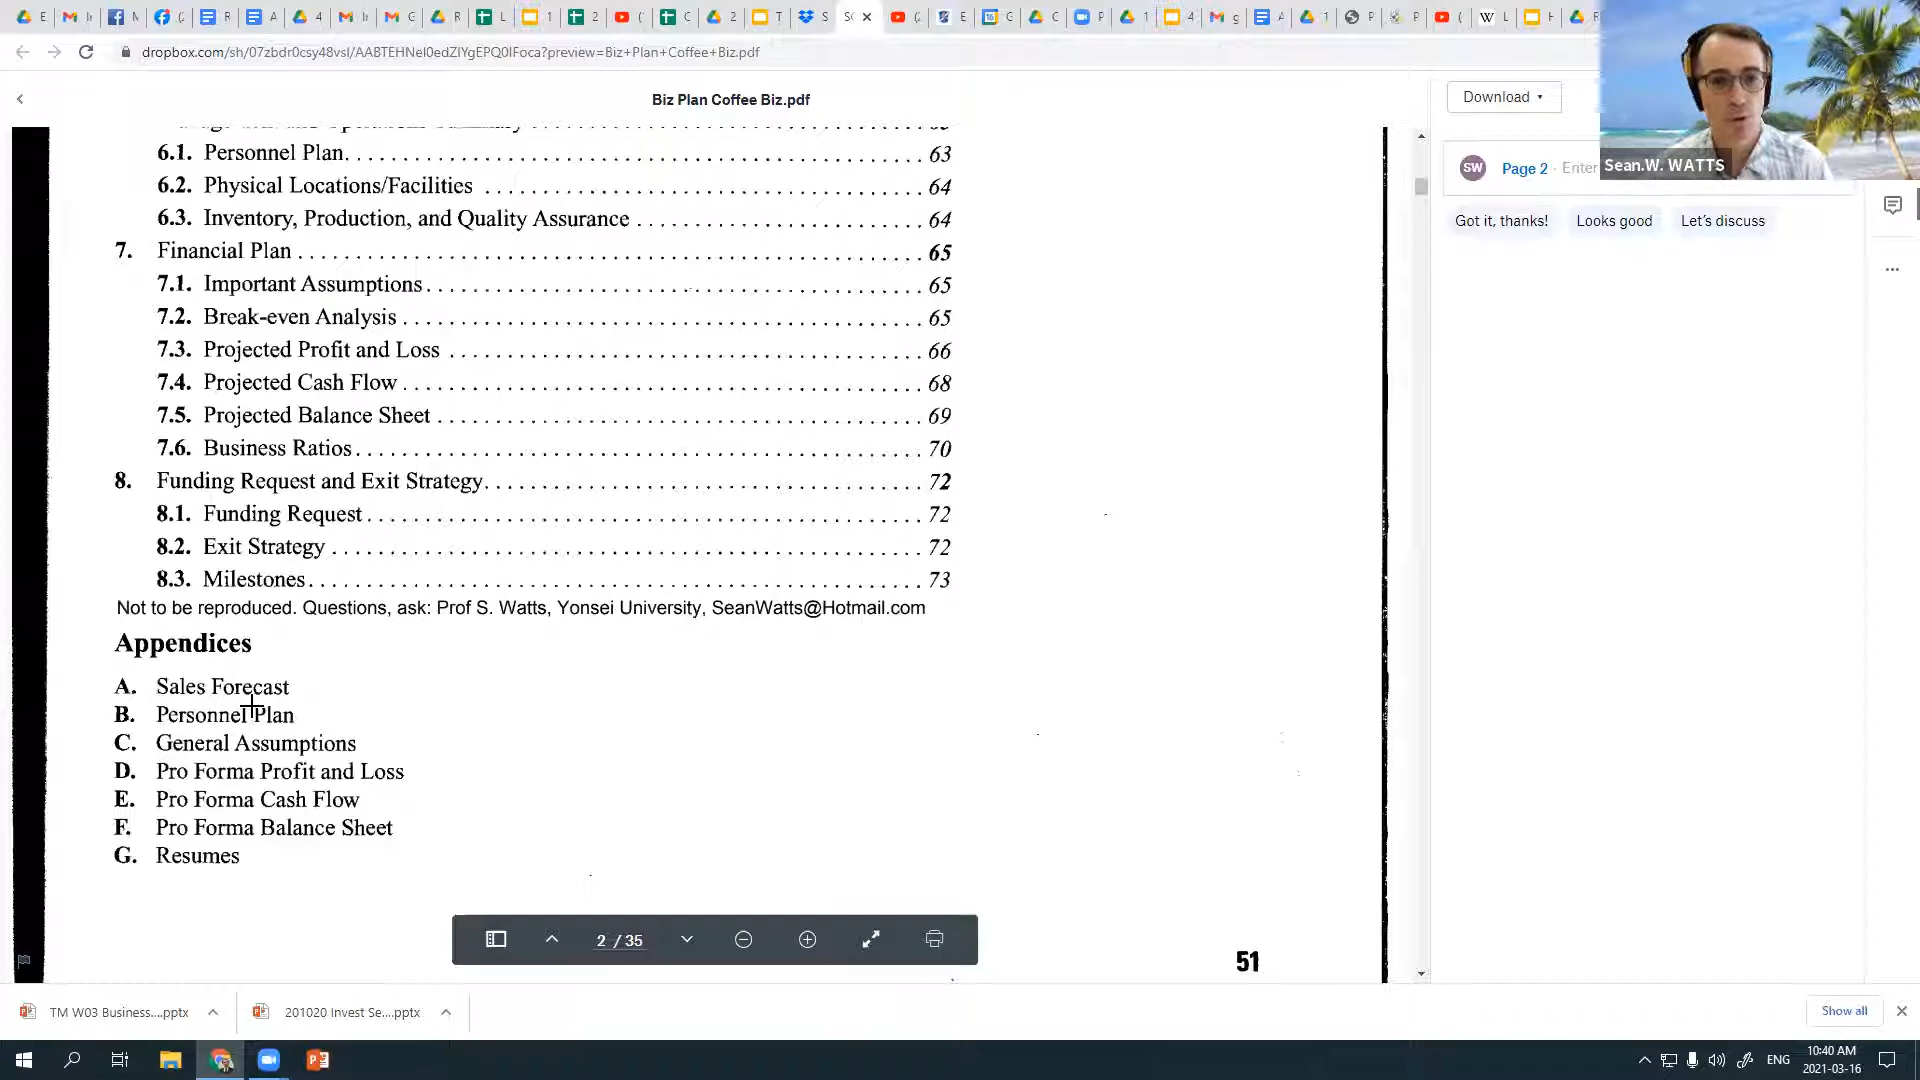 dropbox.com/sh/07zbdr0csy48vsl/AABTEHNel0edZIYgEPQ0IFoca?preview=Biz+Plan+Coffee+Biz.pdf
Biz Plan Coffee Biz.pdf
Download
6.1. Personnel Plan. . . . 63
6.2. Physical Locations/Facilities . . . . 64
6.3. Inventory, Production, and Quality Assurance . . . . 64
7. Financial Plan . . . . 65
7.1. Important Assumptions . . . . 65
7.2. Break-even Analysis . . . . 65
7.3. Projected Profit and Loss . . . . 66
7.4. Projected Cash Flow . . . . 68
7.5. Projected Balance Sheet . . . . 69
7.6. Business Ratios . . . . 70
8. Funding Request and Exit Strategy . . . . 72
8.1. Funding Request . . . . 72
8.2. Exit Strategy . . . . 72
8.3. Milestones . . . . 73
Not to be reproduced. Questions, ask: Prof S. Watts, Yonsei University, SeanWatts@Hotmail.com
Appendices
A. Sales Forecast
B. Personnel Plan
C. General Assumptions
D. Pro Forma Profit and Loss
E. Pro Forma Cash Flow
F. Pro Forma Balance Sheet
G. Resumes
2 / 35
51
Sean.W. WATTS
SW Page 2 · Enter
Got it, thanks! Looks good Let's discuss
TM W03 Business....pptx 201020 Invest Se....pptx Show all
ENG 10:40 AM
2021-03-16